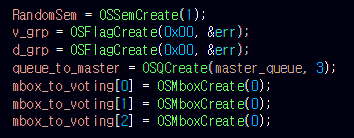 RandomSem = OSSemCreate(1);
v_grp = OSFlagCreate(0x00, &err);
d_grp = OSFlagCreate(0x00, &err);
queue_to_master = OSQCreate(master_queue, 3);
mbox_to_voting[0] = OSMboxCreate(0);
mbox_to_voting[1] = OSMboxCreate(0);
mbox_to_voting[2] = OSMboxCreate(0);